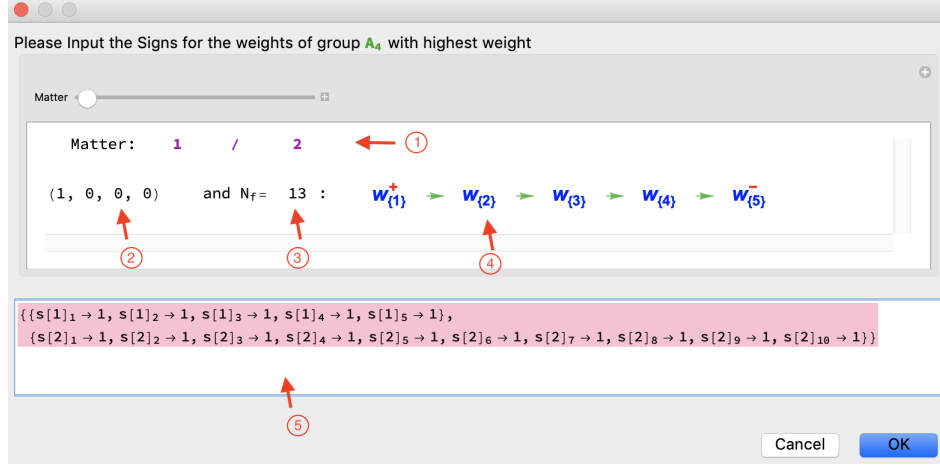 Please Input the Signs for the weights of group A₄ with highest weight
Matter
Matter: 1 / 2 ①
(1, 0, 0, 0) and N_f= 13 : w⁺_{1} → w_{2} → w_{3} → w_{4} → w⁻_{5}
② ③ ④
{{s[1]₁ → 1, s[1]₂ → 1, s[1]₃ → 1, s[1]₄ → 1, s[1]₅ → 1},
{s[2]₁ → 1, s[2]₂ → 1, s[2]₃ → 1, s[2]₄ → 1, s[2]₅ → 1, s[2]₆ → 1, s[2]₇ → 1, s[2]₈ → 1, s[2]₉ → 1, s[2]₁₀ → 1}}
⑤
Cancel OK